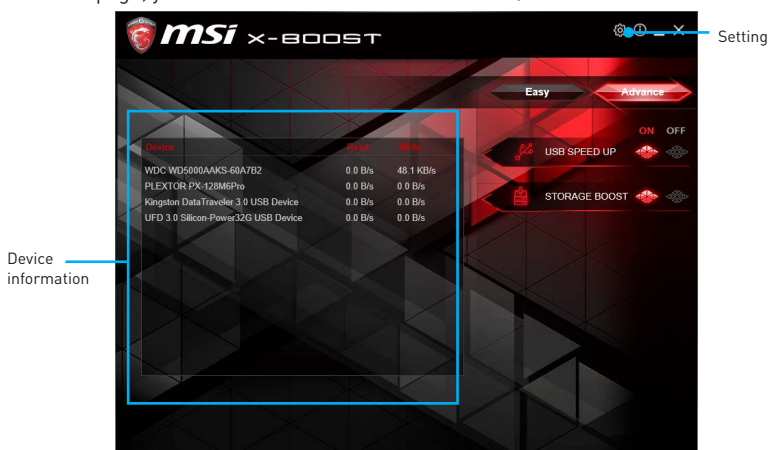 msi X-BOOST
Setting
Easy Advance
ON OFF
Device Read Write
USB SPEED UP
WDC WD5000AAKS-60A7B2 0.0 B/s 48.1 KB/s
PLEXTOR PX-128M6Pro 0.0 B/s 0.0 B/s
Kingston DataTraveler 3.0 USB Device 0.0 B/s 0.0 B/s
STORAGE BOOST
UFD 3.0 Silicon-Power32G USB Device 0.0 B/s 0.0 B/s
Device
information